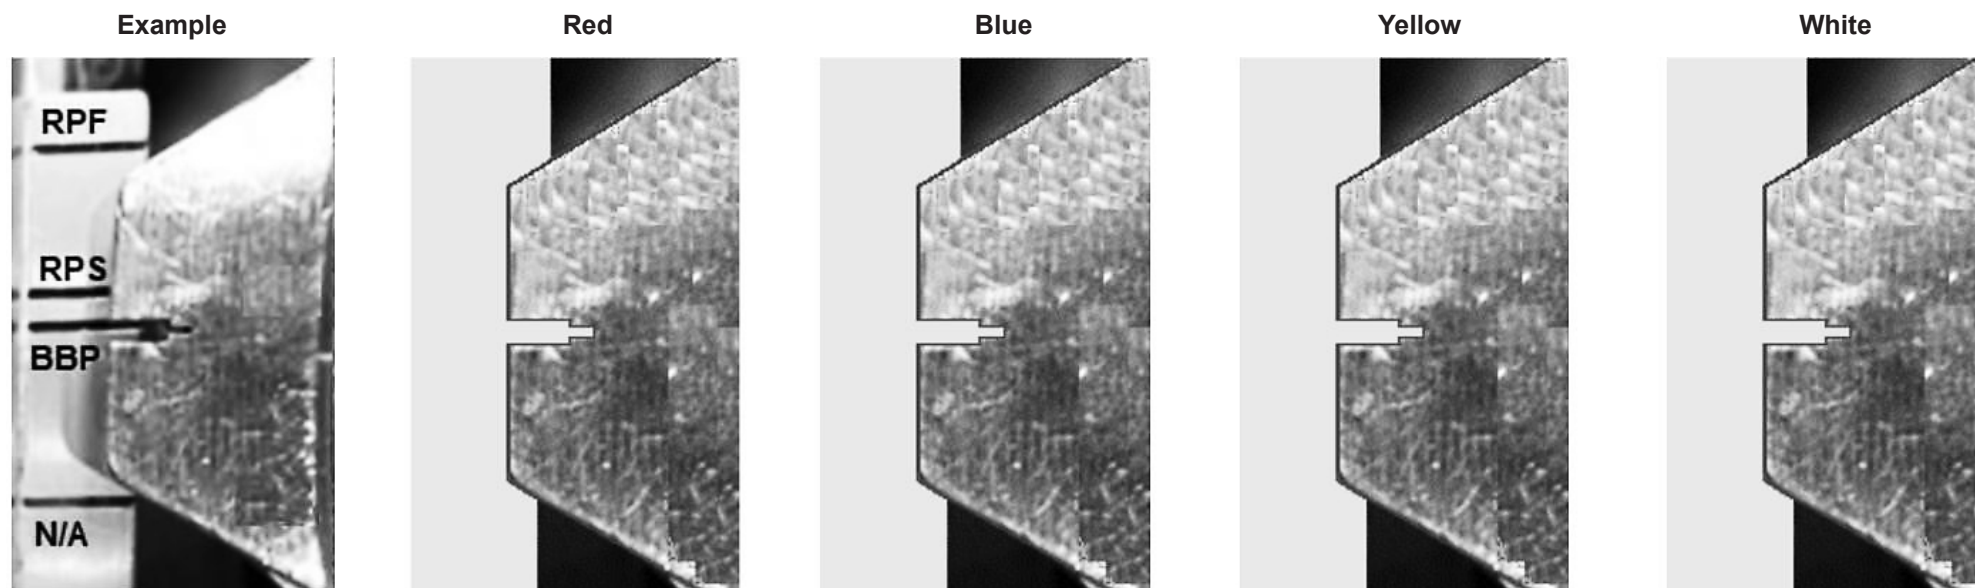 Example Red Blue Yellow White
RPF
RPS
BBP
N/A